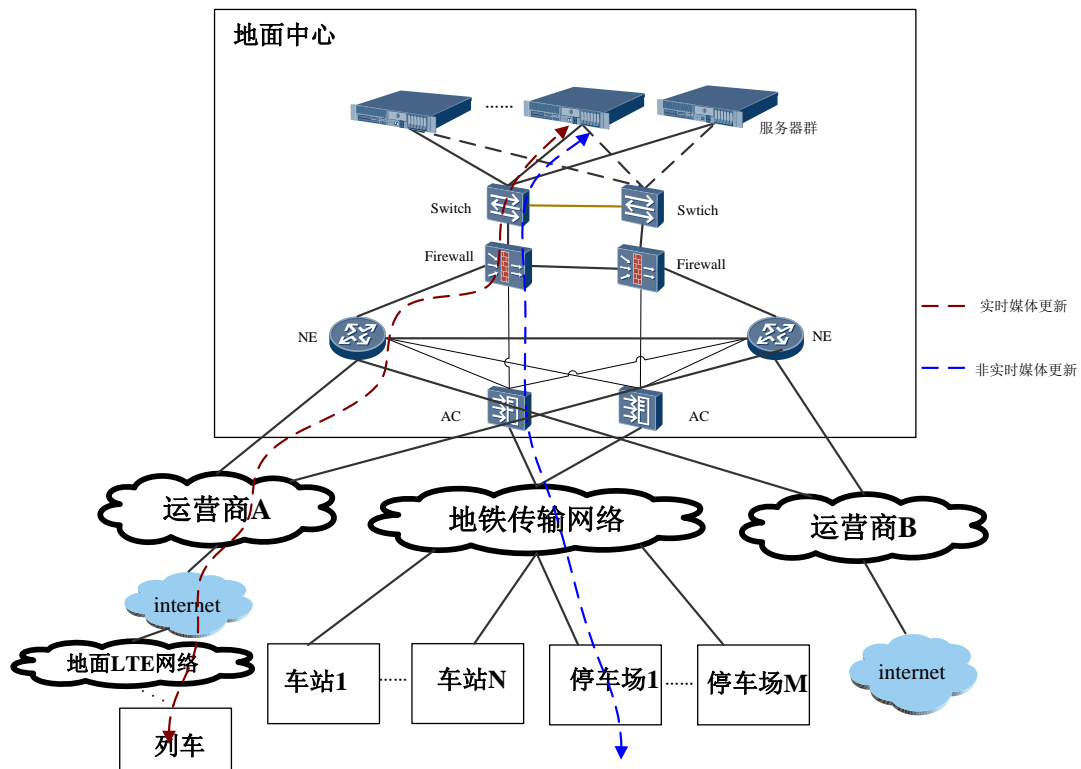 地面中心
......
服务器群
Switch
Swtich
Firewall
Firewall
实时媒体更新
NE
NE
非实时媒体更新
AC
AC
运营商A
地铁传输网络
运营商B
internet
地面LTE网络
internet
车站1
......
车站N
停车场1
......
停车场M
列车